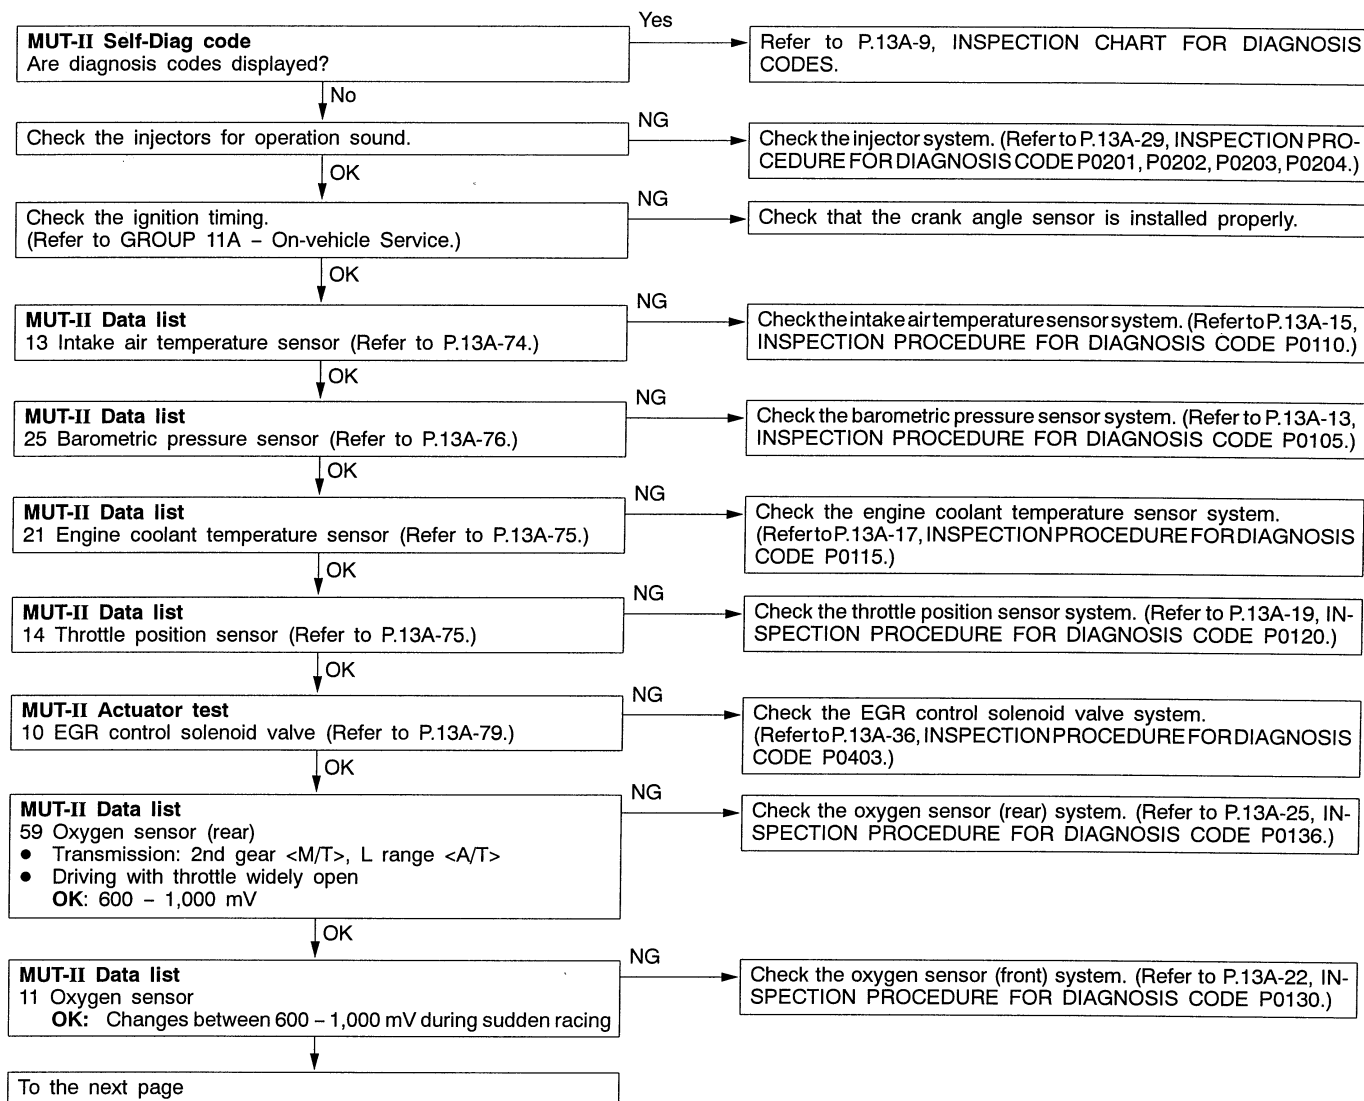 Yes
MUT-II Self-Diag code
Are diagnosis codes displayed?
Refer to P.13A-9, INSPECTION CHART FOR DIAGNOSIS
CODES.
No
Check the injectors for operation sound.
NG
Check the injector system. (Refer to P.13A-29, INSPECTION PRO-
CEDURE FOR DIAGNOSIS CODE P0201, P0202, P0203, P0204.)
OK
Check the ignition timing.
(Refer to GROUP 11A – On-vehicle Service.)
NG
Check that the crank angle sensor is installed properly.
OK
MUT-II Data list
13 Intake air temperature sensor (Refer to P.13A-74.)
NG
Check the intake air temperature sensor system. (Refer to P.13A-15,
INSPECTION PROCEDURE FOR DIAGNOSIS CODE P0110.)
OK
MUT-II Data list
25 Barometric pressure sensor (Refer to P.13A-76.)
NG
Check the barometric pressure sensor system. (Refer to P.13A-13,
INSPECTION PROCEDURE FOR DIAGNOSIS CODE P0105.)
OK
MUT-II Data list
21 Engine coolant temperature sensor (Refer to P.13A-75.)
NG
Check the engine coolant temperature sensor system.
(Refer to P.13A-17, INSPECTION PROCEDURE FOR DIAGNOSIS
CODE P0115.)
OK
MUT-II Data list
14 Throttle position sensor (Refer to P.13A-75.)
NG
Check the throttle position sensor system. (Refer to P.13A-19, IN-
SPECTION PROCEDURE FOR DIAGNOSIS CODE P0120.)
OK
MUT-II Actuator test
10 EGR control solenoid valve (Refer to P.13A-79.)
NG
Check the EGR control solenoid valve system.
(Refer to P.13A-36, INSPECTION PROCEDURE FOR DIAGNOSIS
CODE P0403.)
OK
MUT-II Data list
59 Oxygen sensor (rear)
● Transmission: 2nd gear <M/T>, L range <A/T>
● Driving with throttle widely open
OK: 600 – 1,000 mV
NG
Check the oxygen sensor (rear) system. (Refer to P.13A-25, IN-
SPECTION PROCEDURE FOR DIAGNOSIS CODE P0136.)
OK
MUT-II Data list
11 Oxygen sensor
OK: Changes between 600 – 1,000 mV during sudden racing
NG
Check the oxygen sensor (front) system. (Refer to P.13A-22, IN-
SPECTION PROCEDURE FOR DIAGNOSIS CODE P0130.)
To the next page